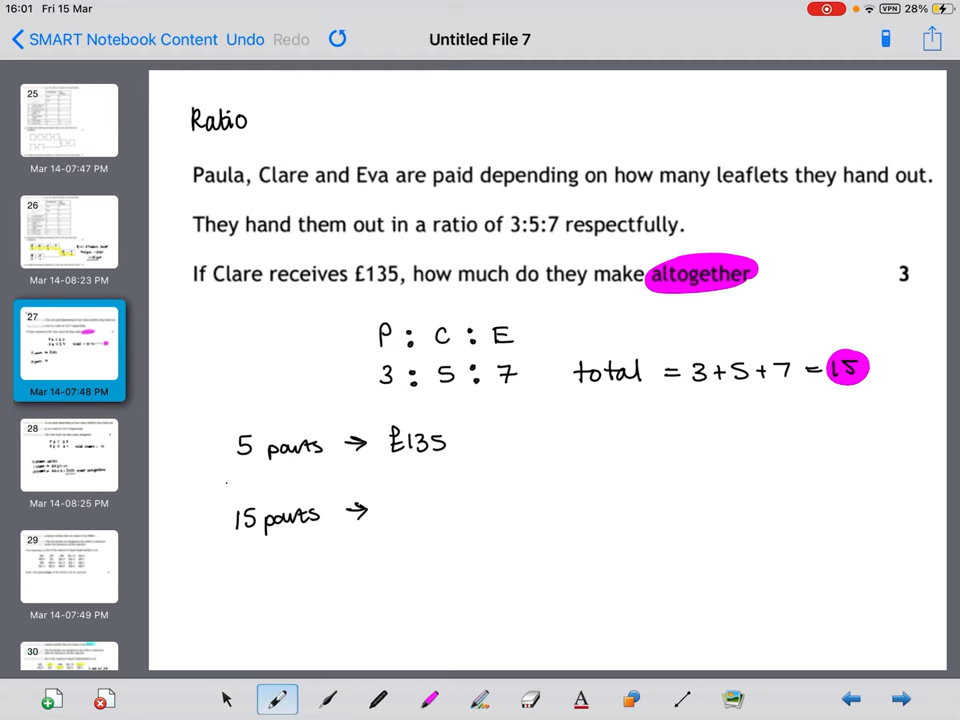 16:01 Fri 15 Mar
VPN 28%
SMART Notebook Content Undo Redo
Untitled File 7
25
Mar 14-07:47 PM
26
Mar 14-08:23 PM
27
Mar 14-07:48 PM
28
Mar 14-08:25 PM
29
Mar 14-07:49 PM
30
Ratio
Paula, Clare and Eva are paid depending on how many leaflets they hand out.
They hand them out in a ratio of 3:5:7 respectfully.
If Clare receives £135, how much do they make altogether 3
P : C : E
3 : 5 : 7 total = 3+5+7 = 15
5 parts → £135
15 parts →
A